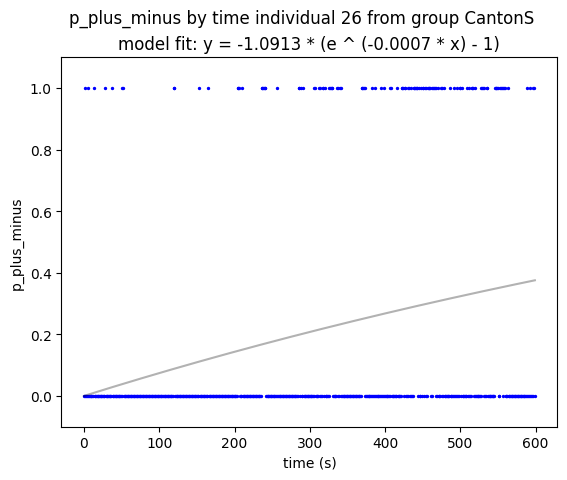 p_plus_minus by time individual 26 from group CantonS
model fit: y = -1.0913 * (e ^ (-0.0007 * x) - 1)
1.0
0.8
0.6
0.4
0.2
0.0
p_plus_minus
0 100 200 300 400 500 600
time (s)